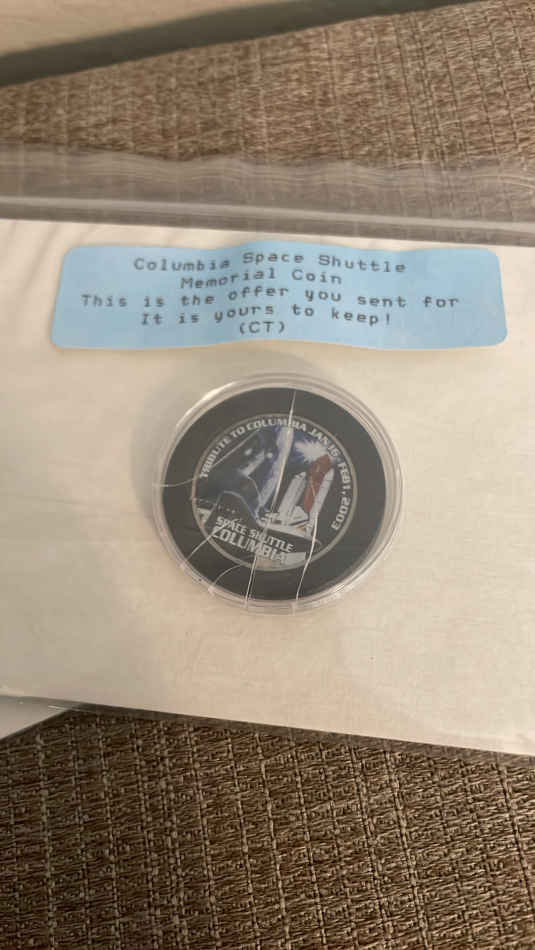 Columbia Space Shuttle
Memorial Coin
This is the offer you sent for
It is yours to keep!
(CT)
TRIBUTE TO COLUMBIA JAN 16 - FEB 1, 2003
SPACE SHUTTLE
COLUMBIA